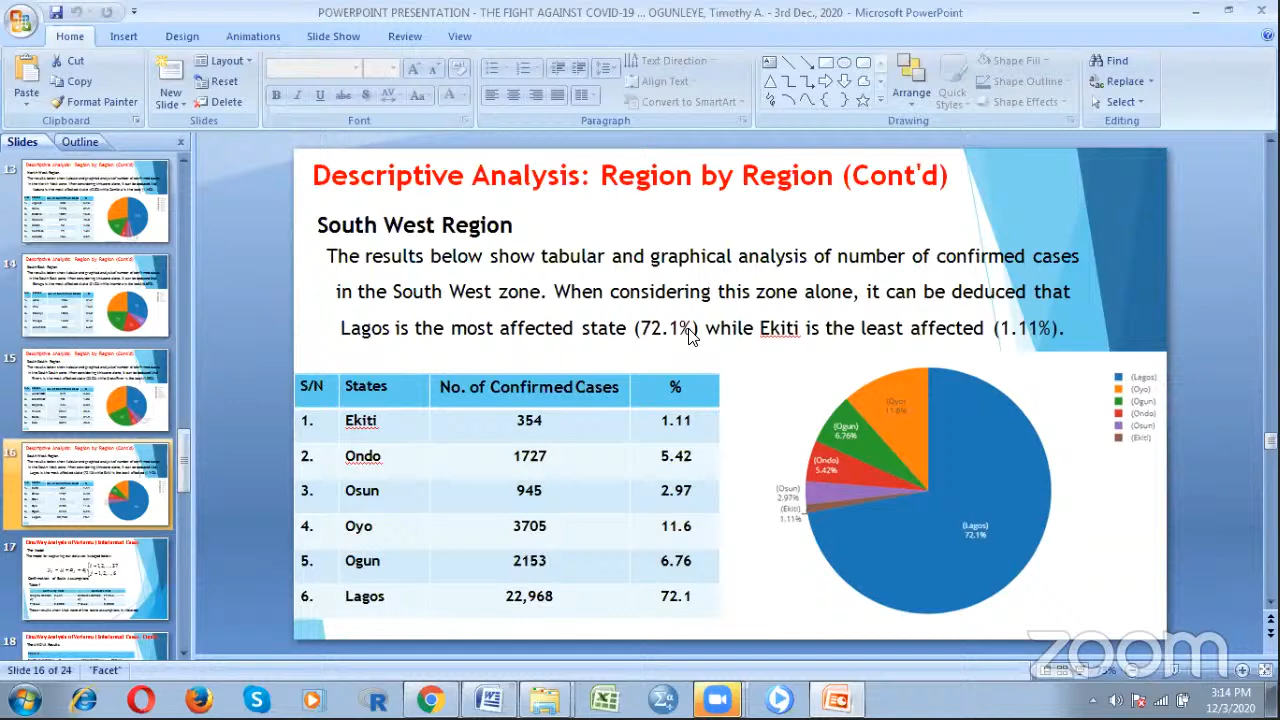 POWERPOINT PRESENTATION - FIGHT AGAINST COVID-19 ... OGUNLEYE, Timothy A. - 3rd Dec, 2020 - Microsoft PowerPoint
Home Insert Design Animations Slide Show Review View
Paste
Cut
Copy
Format Painter
Clipboard
New Slide
Layout
Reset
Delete
Slides
Font
Text Direction
Align Text
Convert to SmartArt
Paragraph
Arrange
Quick Styles
Shape Fill
Shape Outline
Shape Effects
Drawing
Find
Replace
Select
Editing
Slides Outline
14
15
17
18
Descriptive Analysis: Region by Region (Cont'd)
South West Region
The results below show tabular and graphical analysis of number of confirmed cases
in the South West zone. When considering this zone alone, it can be deduced that
Lagos is the most affected state (72.1%) while Ekiti is the least affected (1.11%).
S/N States No. of Confirmed Cases %
1. Ekiti 354 1.11
2. Ondo 1727 5.42
3. Osun 945 2.97
4. Oyo 3705 11.6
5. Ogun 2153 6.76
6. Lagos 22,968 72.1
(Oyo)
11.6%
(Ogun)
6.76%
(Ondo)
5.42%
(Osun)
2.97%
(Ekiti)
1.11%
(Lagos)
72.1%
(Lagos)
(Oyo)
(Ogun)
(Ondo)
(Osun)
(Ekiti)
zoom
Slide 16 of 24 "Facet"
3:14 PM
12/3/2020